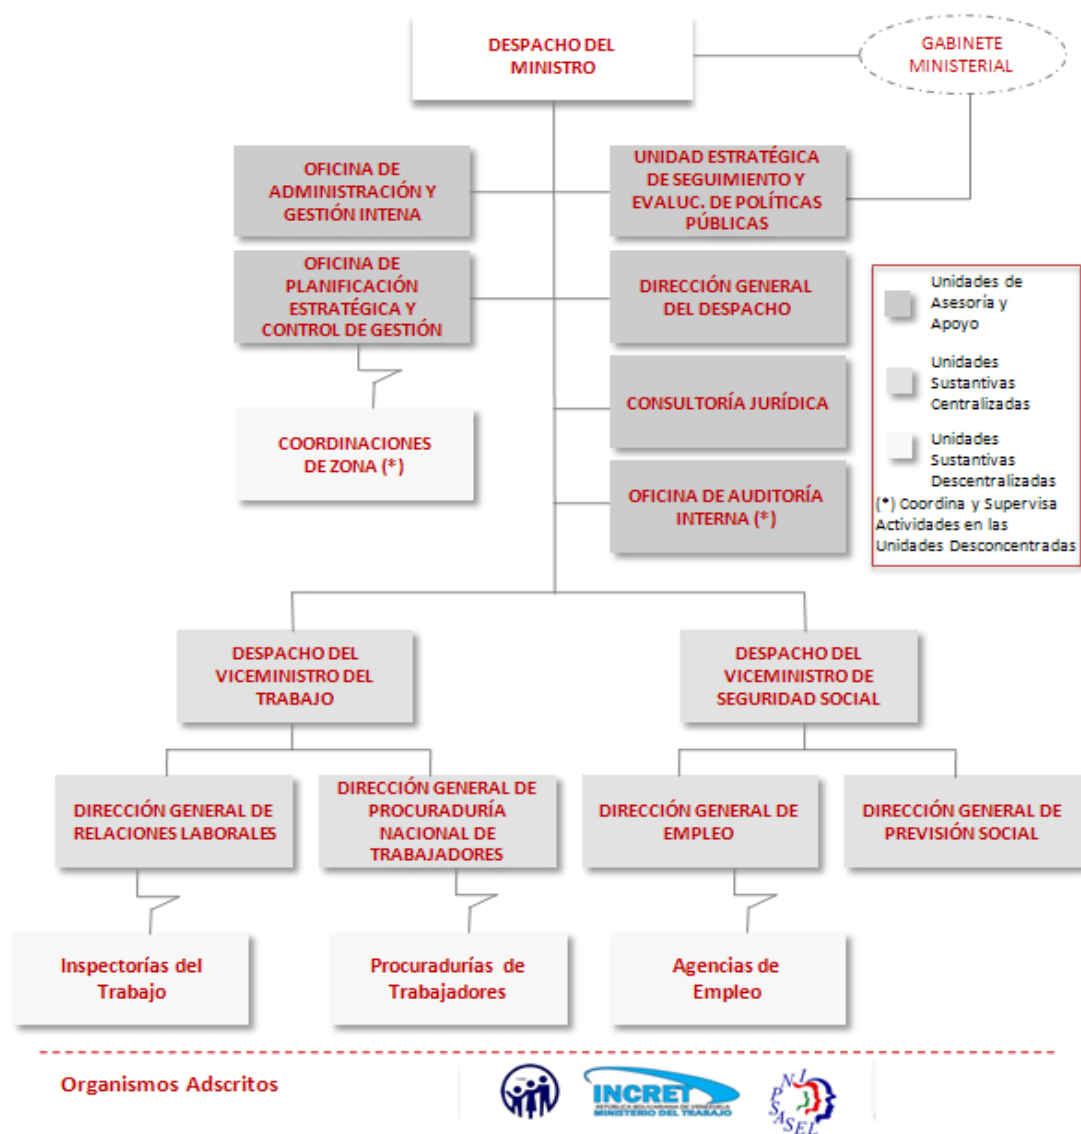 DESPACHO DEL
MINISTRO
GABINETE
MINISTERIAL
OFICINA DE
ADMINISTRACIÓN Y
GESTIÓN INTENA
UNIDAD ESTRATÉGICA
DE SEGUIMIENTO Y
EVALUC. DE POLÍTICAS
PÚBLICAS
OFICINA DE
PLANIFICACIÓN
ESTRATÉGICA Y
CONTROL DE GESTIÓN
DIRECCIÓN GENERAL
DEL DESPACHO
Unidades de
Asesoría y
Apoyo
Unidades
Sustantivas
Centralizadas
Unidades
Sustantivas
Descentralizadas
(*) Coordina y Supervisa
Actividades en las
Unidades Desconcentradas
COORDINACIONES
DE ZONA (*)
CONSULTORÍA JURÍDICA
OFICINA DE AUDITORÍA
INTERNA (*)
DESPACHO DEL
VICEMINISTRO DEL
TRABAJO
DESPACHO DEL
VICEMINISTRO DE
SEGURIDAD SOCIAL
DIRECCIÓN GENERAL DE
RELACIONES LABORALES
DIRECCIÓN GENERAL DE
PROCURADURÍA
NACIONAL DE
TRABAJADORES
DIRECCIÓN GENERAL DE
EMPLEO
DIRECCIÓN GENERAL DE
PREVISIÓN SOCIAL
Inspectorías del
Trabajo
Procuradurías de
Trabajadores
Agencias de
Empleo
Organismos Adscritos
INCRET
REPÚBLICA BOLIVARIANA DE VENEZUELA
MINISTERIO DEL TRABAJO
INPSASEL